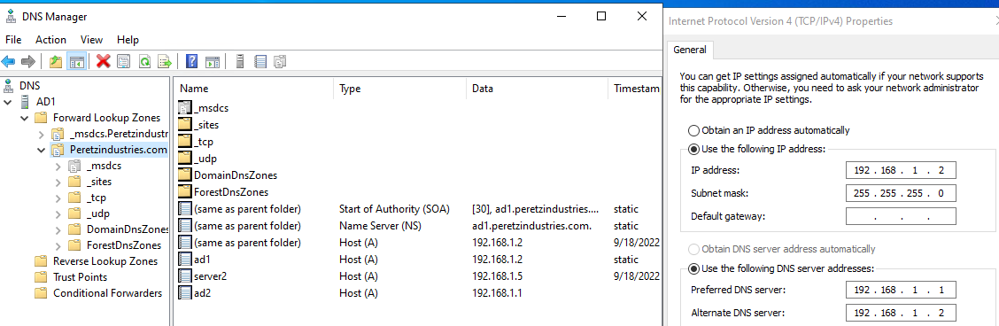 DNS Manager
File Action View Help
DNS
AD1
Forward Lookup Zones
_msdcs.Peretzindustr
Peretzindustries.com
_msdcs
_sites
_tcp
_udp
DomainDnsZones
ForestDnsZones
Reverse Lookup Zones
Trust Points
Conditional Forwarders
Name Type Data Timestam
_msdcs
_sites
_tcp
_udp
DomainDnsZones
ForestDnsZones
(same as parent folder) Start of Authority (SOA) [30], ad1.peretzindustries.... static
(same as parent folder) Name Server (NS) ad1.peretzindustries.com. static
(same as parent folder) Host (A) 192.168.1.2 9/18/2022
ad1 Host (A) 192.168.1.2 static
server2 Host (A) 192.168.1.5 9/18/2022
ad2 Host (A) 192.168.1.1
Internet Protocol Version 4 (TCP/IPv4) Properties
General
You can get IP settings assigned automatically if your network supports
this capability. Otherwise, you need to ask your network administrator
for the appropriate IP settings.
Obtain an IP address automatically
Use the following IP address:
IP address: 192 . 168 . 1 . 2
Subnet mask: 255 . 255 . 255 . 0
Default gateway: . . .
Obtain DNS server address automatically
Use the following DNS server addresses:
Preferred DNS server: 192 . 168 . 1 . 1
Alternate DNS server: 192 . 168 . 1 . 2